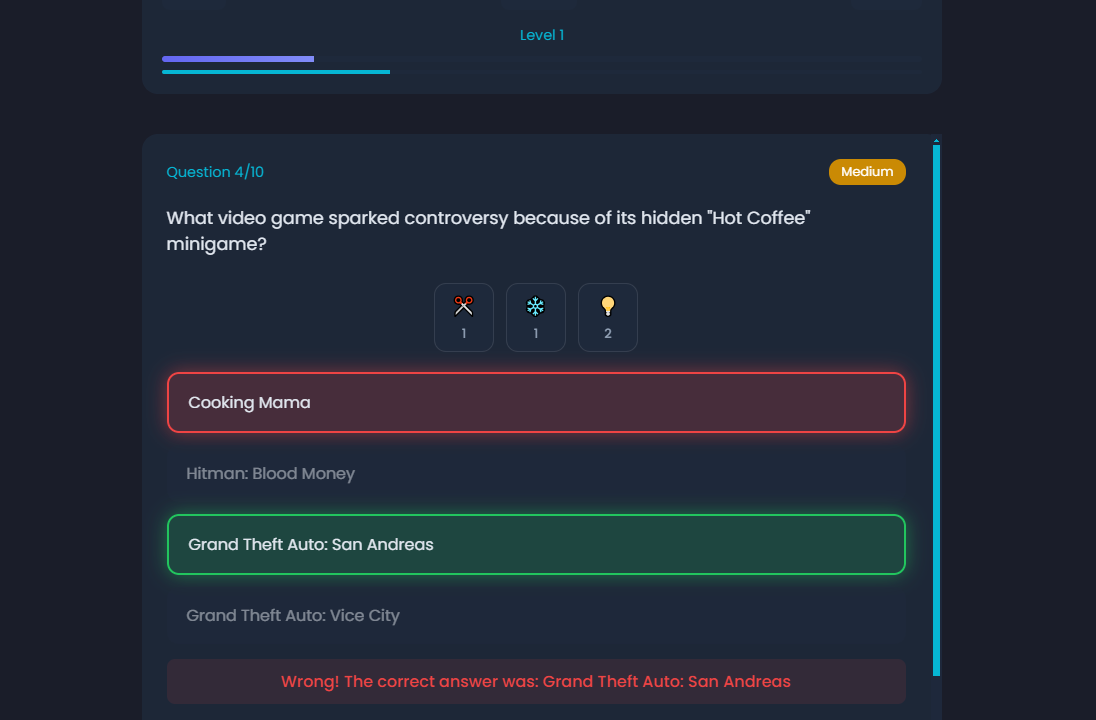 Level 1
Question 4/10
Medium
What video game sparked controversy because of its hidden "Hot Coffee"
minigame?
1
1
2
Cooking Mama
Hitman: Blood Money
Grand Theft Auto: San Andreas
Grand Theft Auto: Vice City
Wrong! The correct answer was: Grand Theft Auto: San Andreas